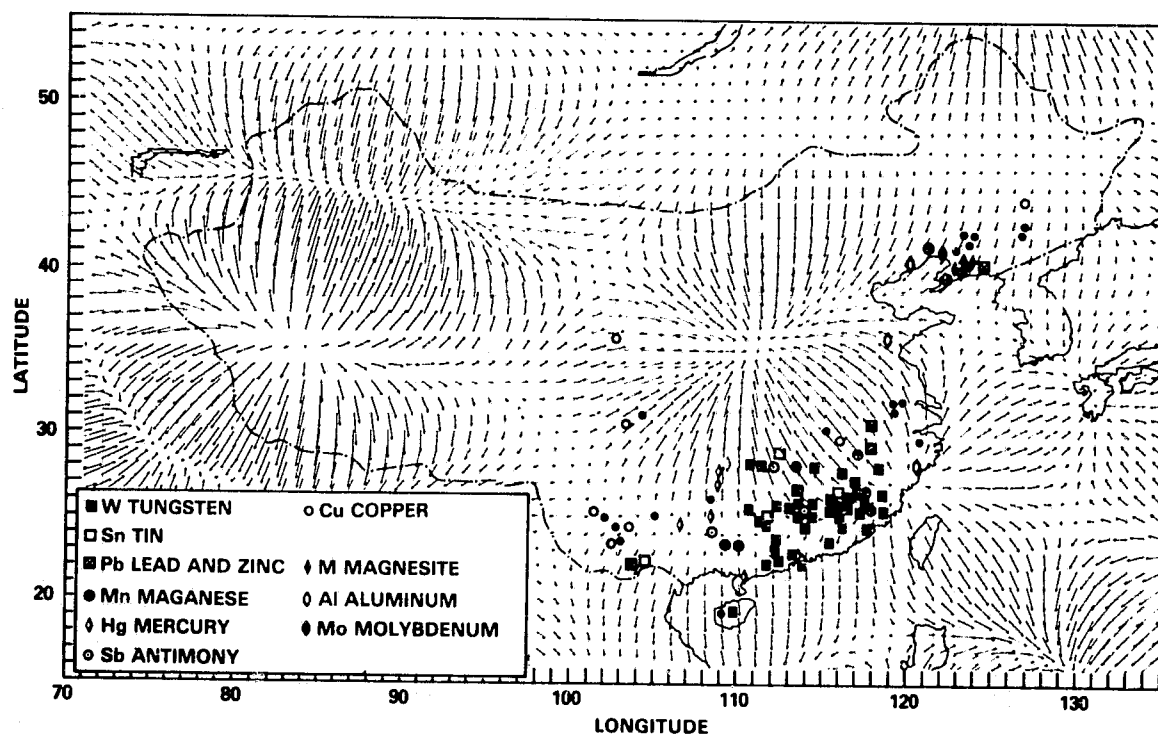 50
40
30
20
LATITUDE
W TUNGSTEN
Sn TIN
Pb LEAD AND ZINC
Mn MAGANESE
Hg MERCURY
Sb ANTIMONY
Cu COPPER
M MAGNESITE
Al ALUMINUM
Mo MOLYBDENUM
70 80 90 100 110 120 130
LONGITUDE